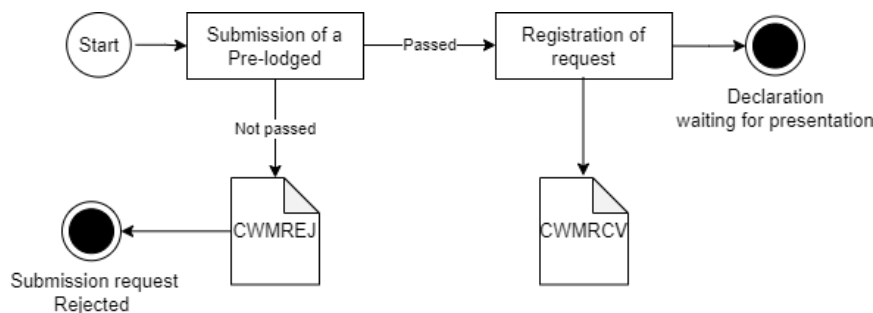 Start
Submission of a
Pre-lodged
Passed
Registration of
request
Declaration
waiting for presentation
Not passed
CWMREJ
CWMRCV
Submission request
Rejected